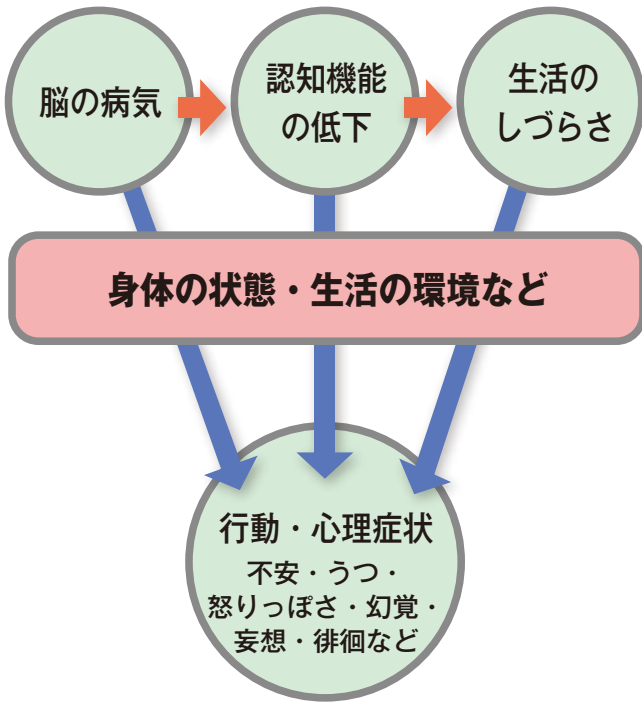 脳の病気
認知機能
の低下
生活の
しづらさ
身体の状態・生活の環境など
行動・心理症状
不安・うつ・
怒りっぽさ・幻覚・
妄想・徘徊など